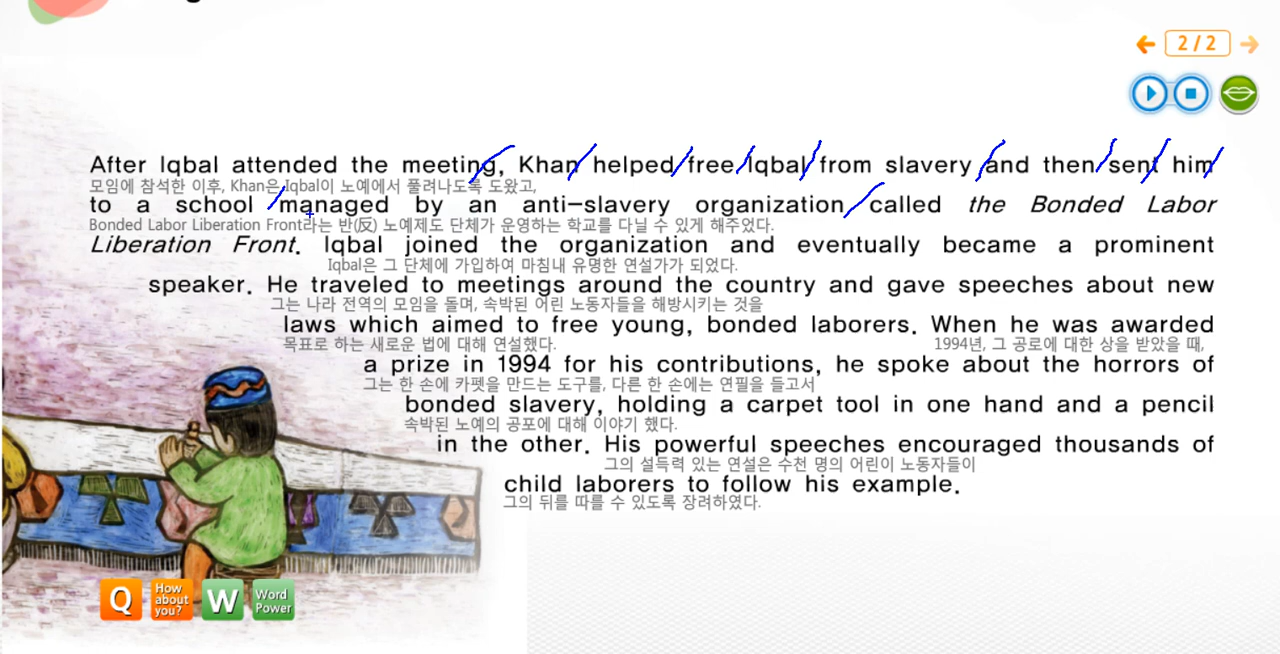 2 / 2
After Iqbal attended the meeting, Khan helped free Iqbal from slavery and then sent him
모임에 참석한 이후, Khan은 Iqbal이 노예에서 풀려나도록 도왔고,
to a school managed by an anti-slavery organization called the Bonded Labor
Bonded Labor Liberation Front라는 반(反) 노예제도 단체가 운영하는 학교를 다닐 수 있게 해주었다.
Liberation Front. Iqbal joined the organization and eventually became a prominent
Iqbal은 그 단체에 가입하여 마침내 유명한 연설가가 되었다.
speaker. He traveled to meetings around the country and gave speeches about new
그는 나라 전역의 모임을 돌며, 속박된 어린 노동자들을 해방시키는 것을
laws which aimed to free young, bonded laborers. When he was awarded
목표로 하는 새로운 법에 대해 연설했다. 1994년, 그 공로에 대한 상을 받았을 때,
a prize in 1994 for his contributions, he spoke about the horrors of
그는 한 손에 카펫을 만드는 도구를, 다른 한 손에는 연필을 들고서
bonded slavery, holding a carpet tool in one hand and a pencil
속박된 노예의 공포에 대해 이야기 했다.
in the other. His powerful speeches encouraged thousands of
그의 설득력 있는 연설은 수천 명의 어린이 노동자들이
child laborers to follow his example.
그의 뒤를 따를 수 있도록 장려하였다.
Q How about you? W Word Power